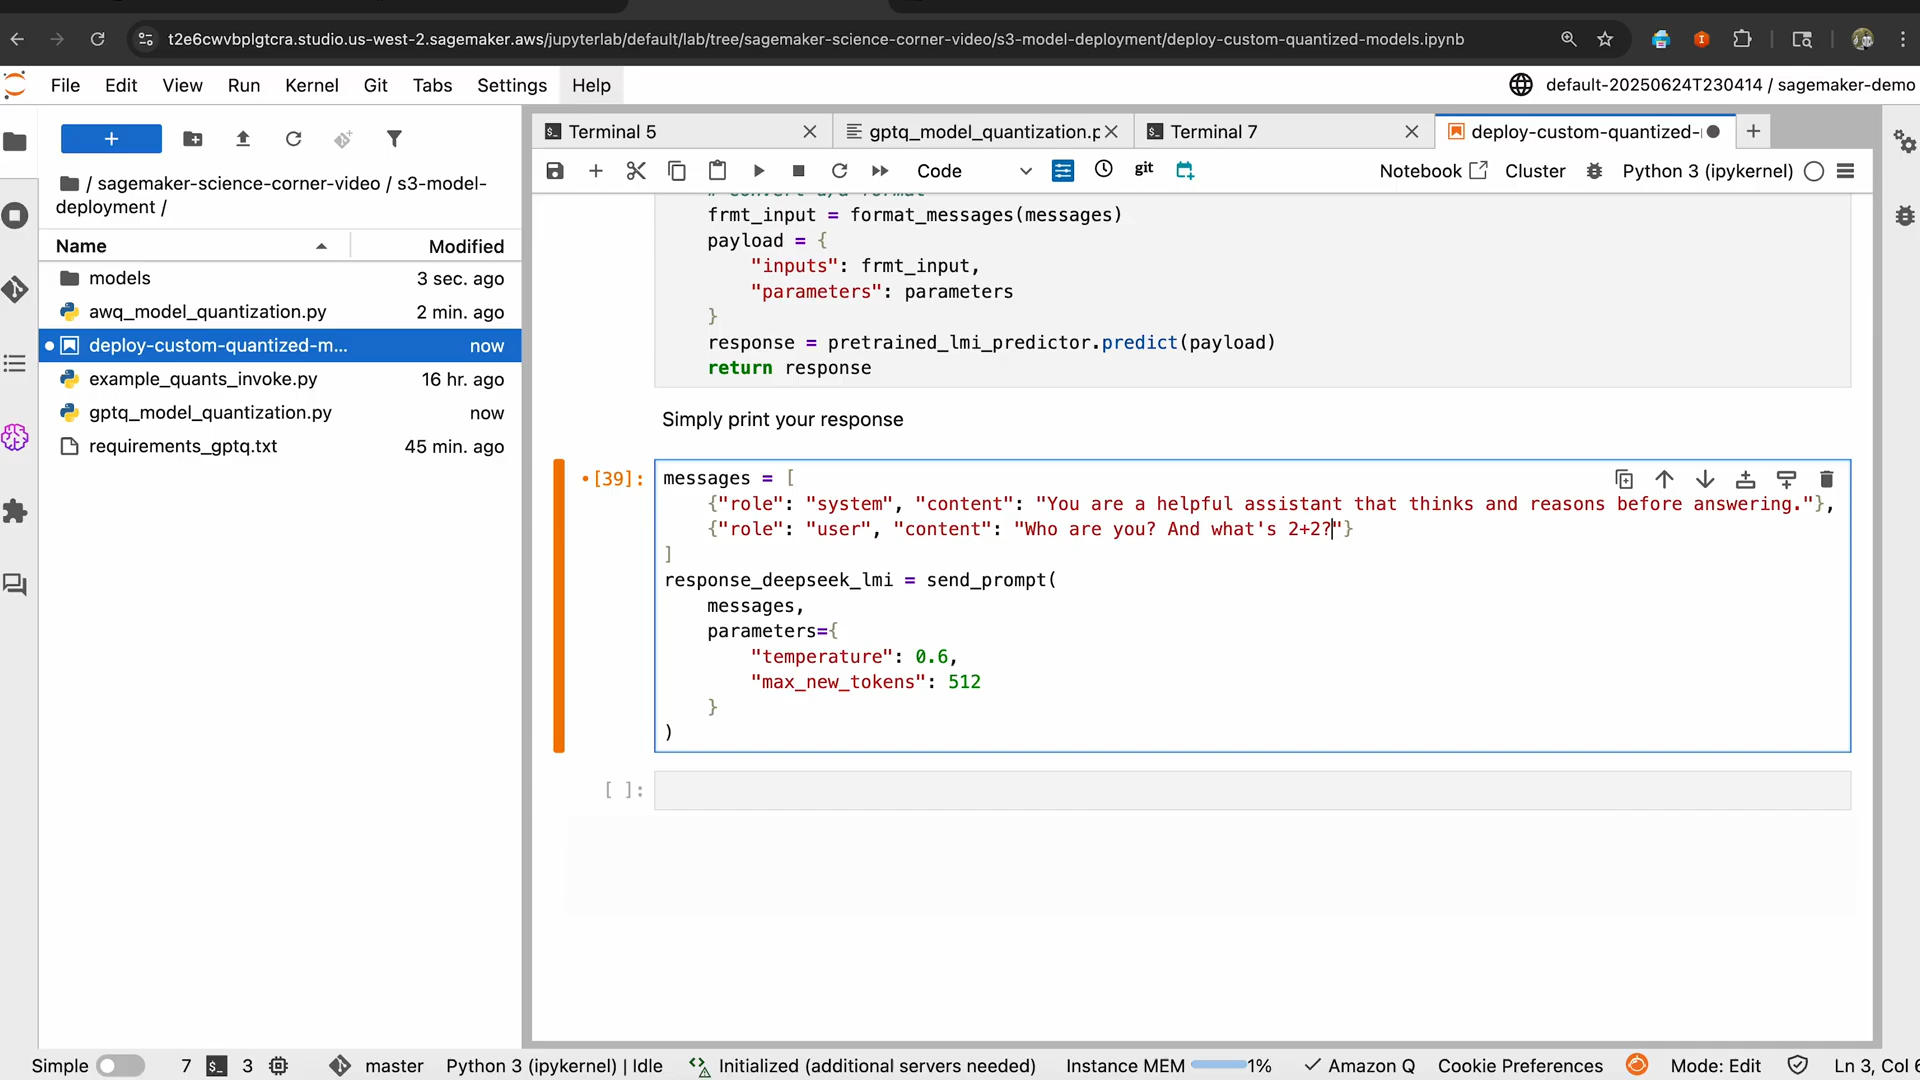 t2e6cwvbplgtcra.studio.us-west-2.sagemaker.aws/jupyterlab/default/lab/tree/sagemaker-science-corner-video/s3-model-deployment/deploy-custom-quantized-models.ipynb
File Edit View Run Kernel Git Tabs Settings Help
default-20250624T230414 / sagemaker-demo
/ sagemaker-science-corner-video / s3-model-
deployment /
Name Modified
models 3 sec. ago
awq_model_quantization.py 2 min. ago
deploy-custom-quantized-m... now
example_quants_invoke.py 16 hr. ago
gptq_model_quantization.py now
requirements_gptq.txt 45 min. ago
Terminal 5 gptq_model_quantization.p Terminal 7 deploy-custom-quantized-
Code git Notebook Cluster Python 3 (ipykernel)
frmt_input = format_messages(messages)
payload = {
"inputs": frmt_input,
"parameters": parameters
}
response = pretrained_lmi_predictor.predict(payload)
return response
Simply print your response
[39]:
messages = [
{"role": "system", "content": "You are a helpful assistant that thinks and reasons before answering."},
{"role": "user", "content": "Who are you? And what's 2+2?"}
]
response_deepseek_lmi = send_prompt(
messages,
parameters={
"temperature": 0.6,
"max_new_tokens": 512
}
)
[ ]:
Simple 7 3 master Python 3 (ipykernel) | Idle Initialized (additional servers needed) Instance MEM 1% Amazon Q Cookie Preferences Mode: Edit Ln 3, Col 6